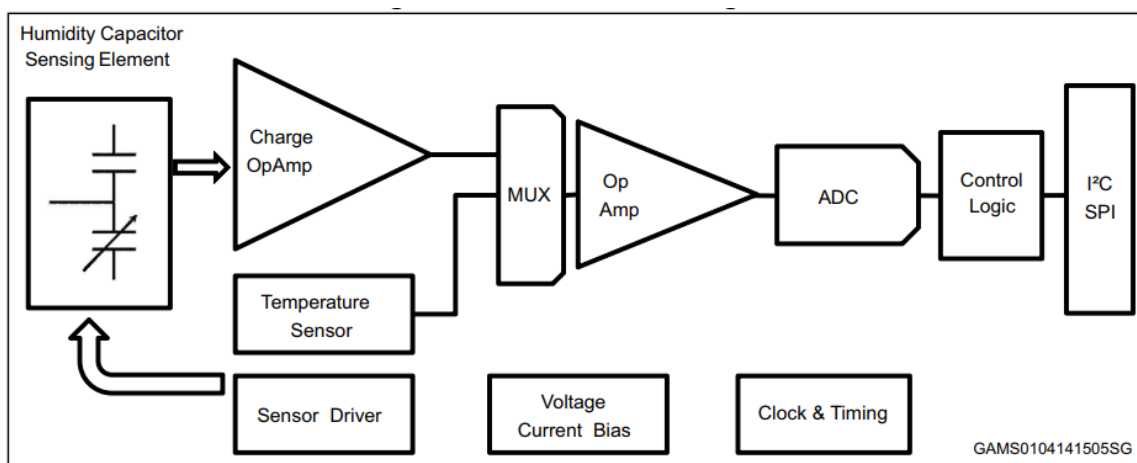 Humidity Capacitor
Sensing Element
Charge
OpAmp
MUX
Op
Amp
ADC
Control
Logic
I²C
SPI
Temperature
Sensor
Sensor Driver
Voltage
Current Bias
Clock & Timing
GAMS0104141505SG